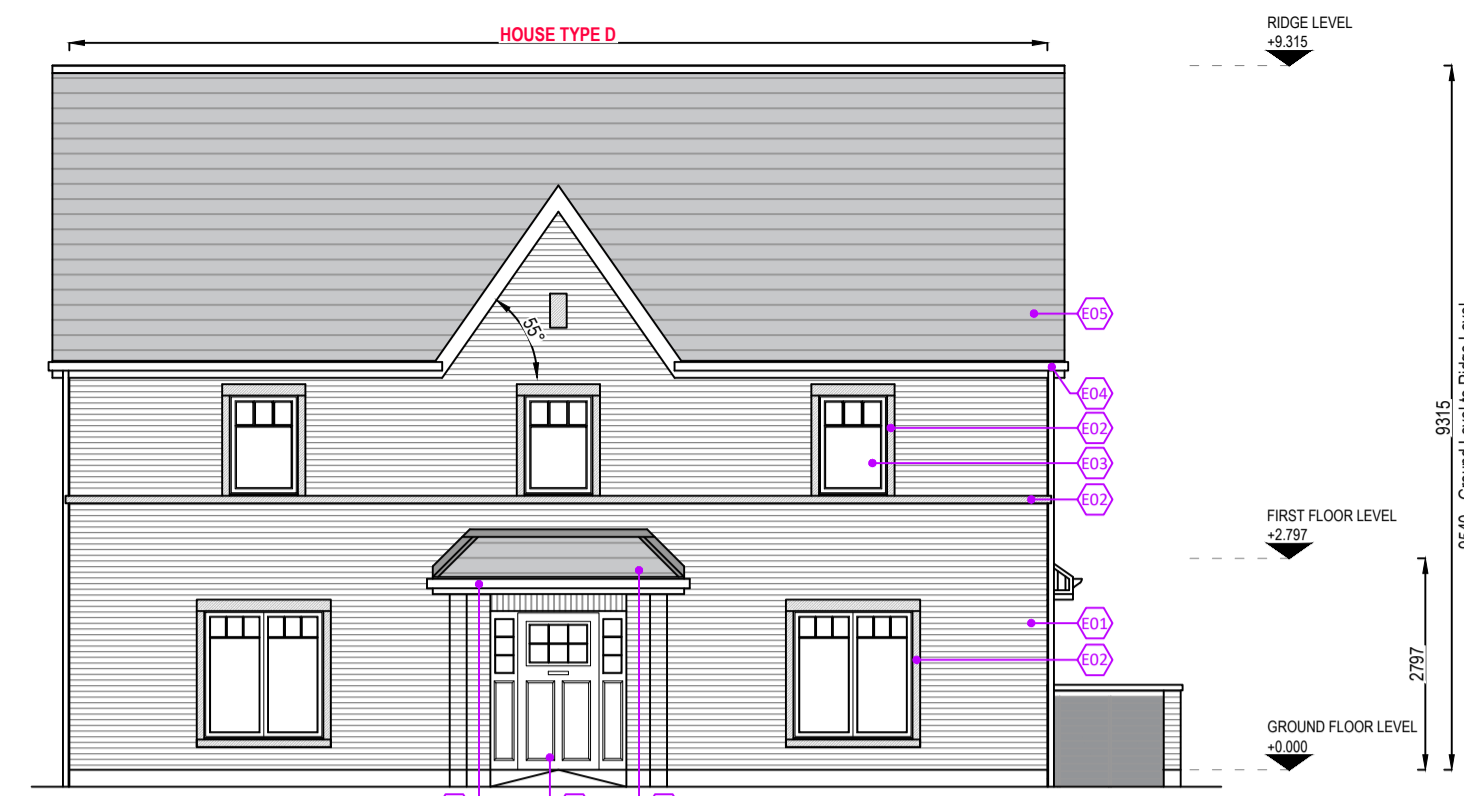 HOUSE TYPE D
RIDGE LEVEL
+9.315
55°
E05
E04
E02
E03
E02
9315
FIRST FLOOR LEVEL
+2.797
E01
E02
2797
GROUND FLOOR LEVEL
+0.000